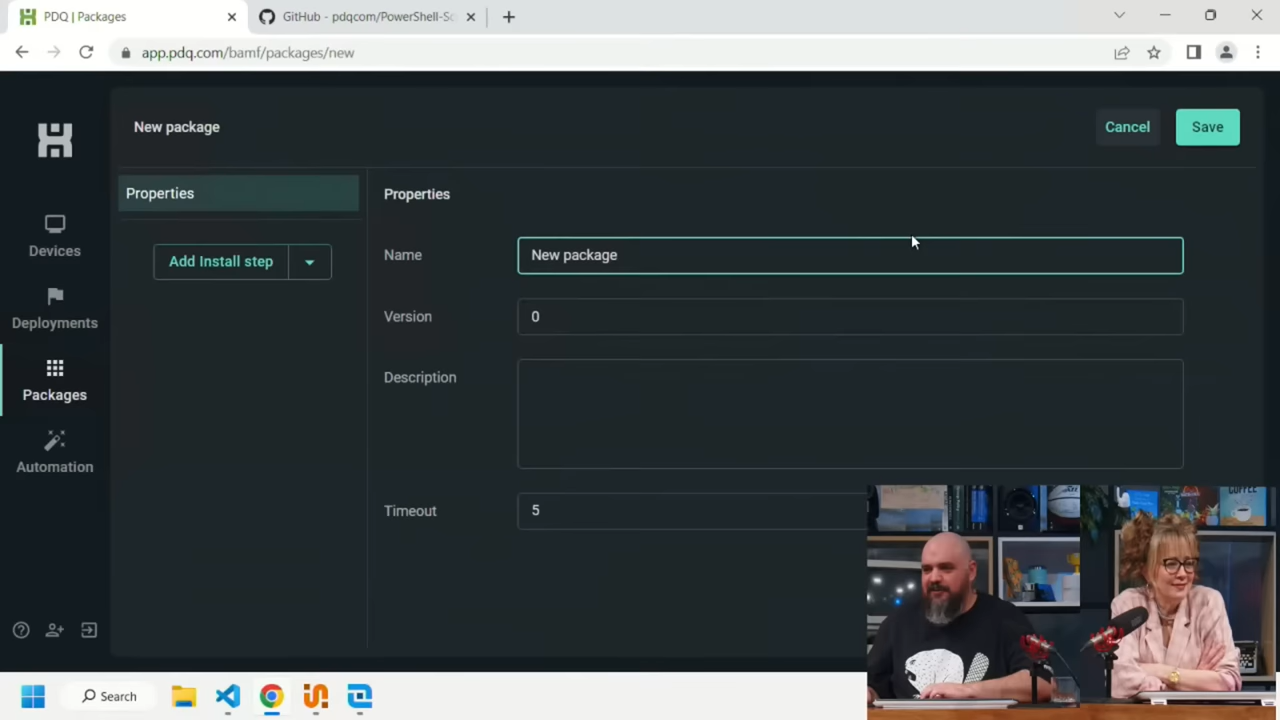 PDQ | Packages
GitHub - pdqcom/PowerShell-Sc
app.pdq.com/bamf/packages/new
New package
Cancel
Save
Properties
Properties
Add Install step
Name
New package
Version
0
Description
Timeout
5
Devices
Deployments
Packages
Automation
Search
COFFEE